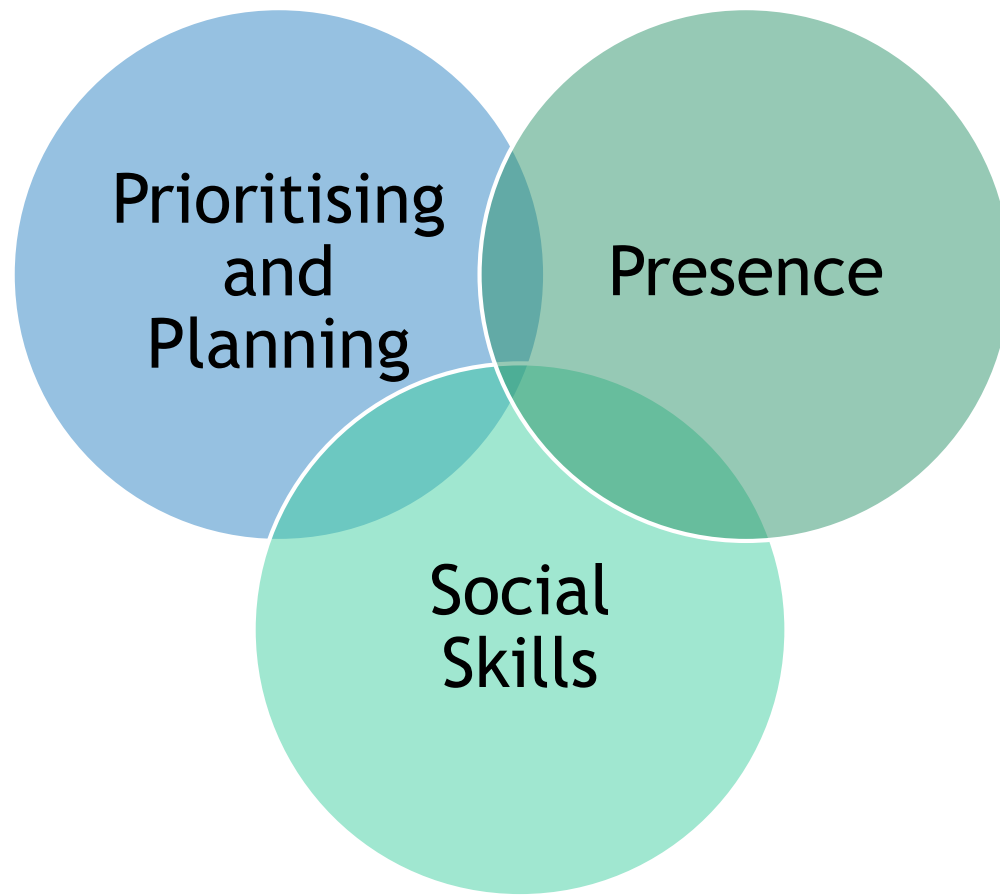 Prioritising
and
Planning
Presence
Social
Skills